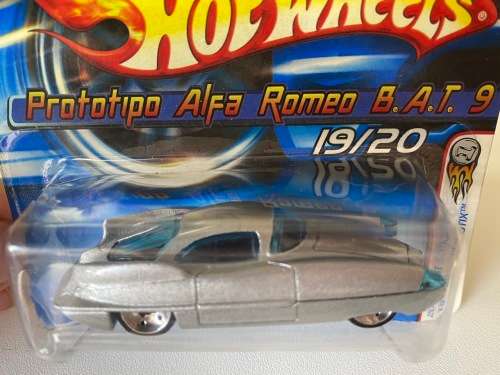 HOT WHEELS
Prototipo Alfa Romeo B.A.T. 9
19/20